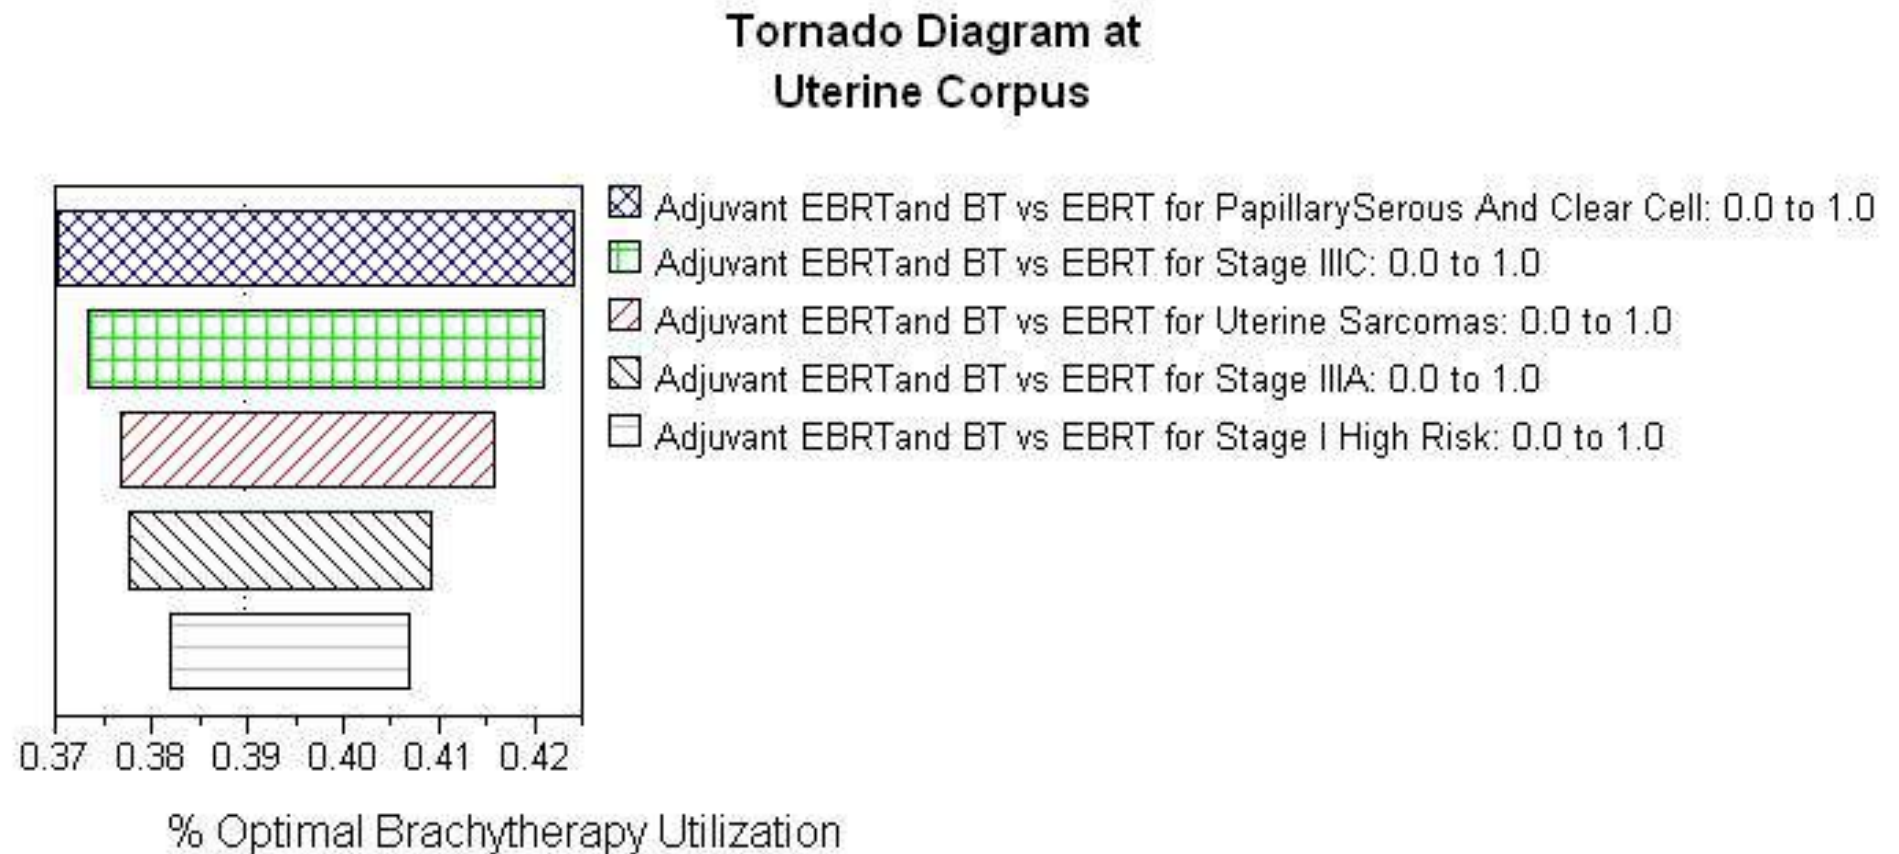 Tornado Diagram at
Uterine Corpus
Adjuvant EBRTand BT vs EBRT for PapillarySerous And Clear Cell: 0.0 to 1.0
Adjuvant EBRTand BT vs EBRT for Stage IIIC: 0.0 to 1.0
Adjuvant EBRTand BT vs EBRT for Uterine Sarcomas: 0.0 to 1.0
Adjuvant EBRTand BT vs EBRT for Stage IIIA: 0.0 to 1.0
Adjuvant EBRTand BT vs EBRT for Stage I High Risk: 0.0 to 1.0
0.37 0.38 0.39 0.40 0.41 0.42
% Optimal Brachytherapy Utilization